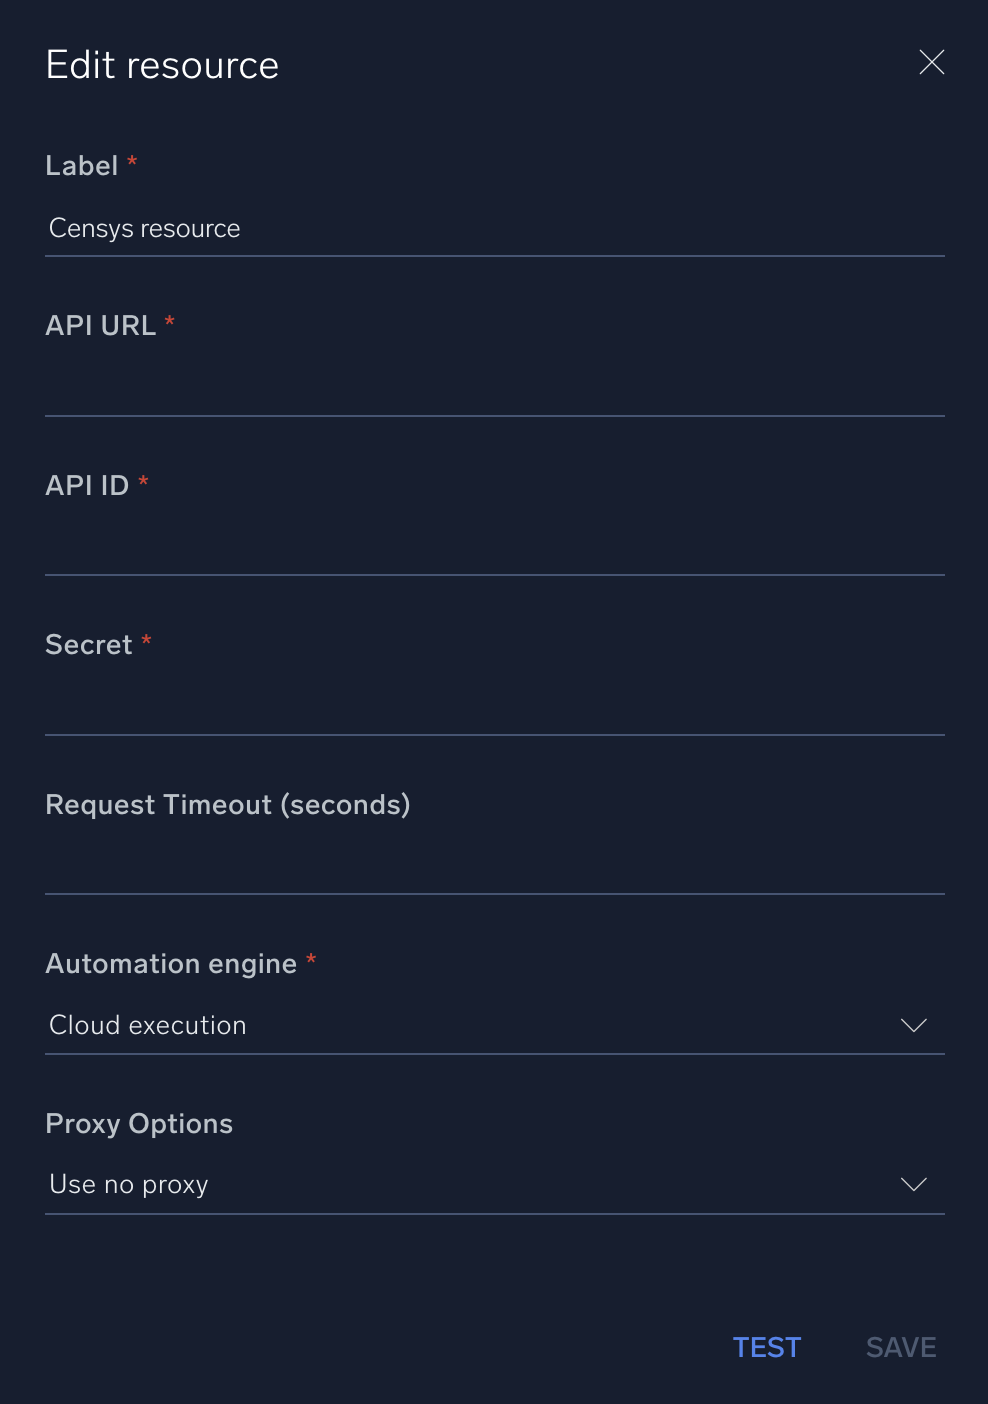 Edit resource
Label *
Censys resource
API URL *
API ID *
Secret *
Request Timeout (seconds)
Automation engine *
Cloud execution
Proxy Options
Use no proxy
TEST SAVE